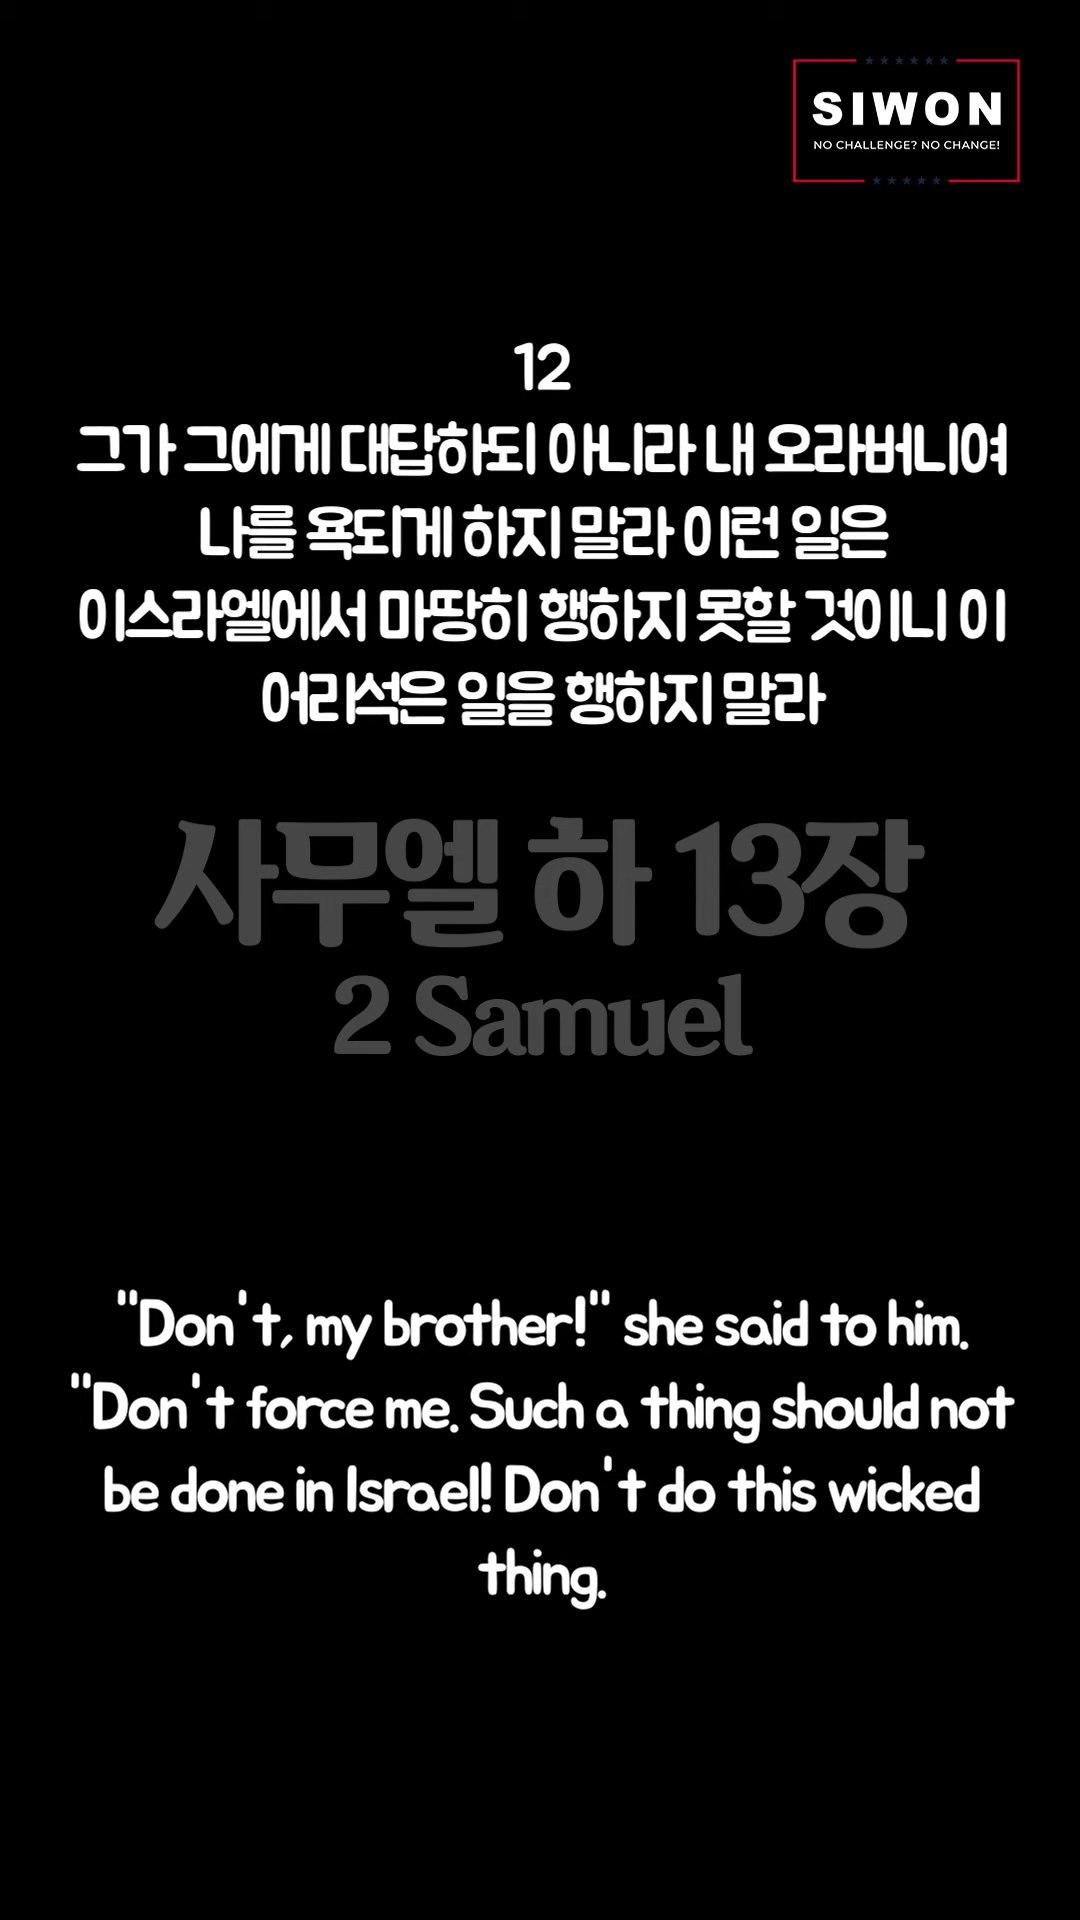 SIWON
NO CHALLENGE? NO CHANGE!
12
그가 그에게 대답하되 아니라 내 오라버니여
나를 욕되게 하지 말라 이런 일은
이스라엘에서 마땅히 행하지 못할 것이니 이
어리석은 일을 행하지 말라
사무엘 하 13장
2 Samuel
"Don't, my brother!" she said to him.
"Don't force me. Such a thing should not
be done in Israel! Don't do this wicked
thing.